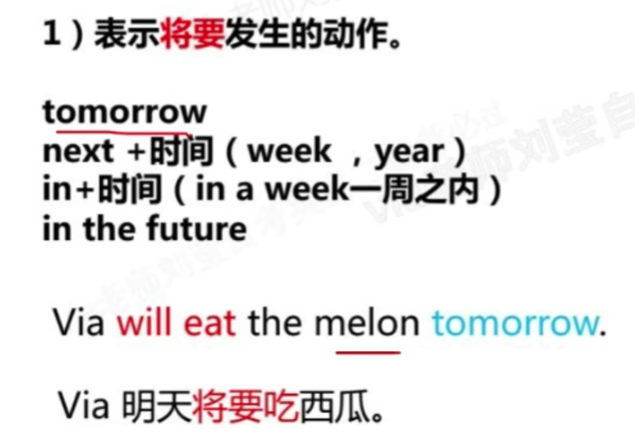 1）表示将要发生的动作。
tomorrow
next +时间（week ，year）
in+时间（in a week一周之内）
in the future
Via will eat the melon tomorrow.
Via 明天将要吃西瓜。